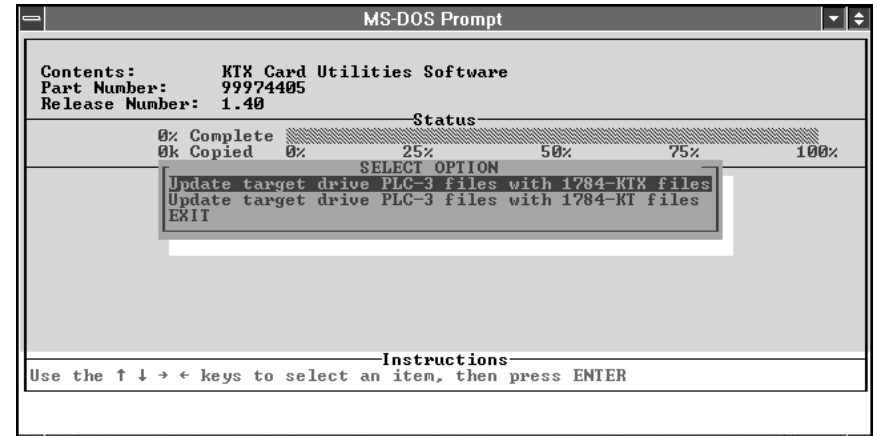 MS-DOS Prompt
Contents: KTX Card Utilities Software
Part Number: 99974405
Release Number: 1.40
Status
0% Complete
0k Copied 0% 25% 50% 75% 100%
SELECT OPTION
Update target drive PLC-3 files with 1784-KTX files
Update target drive PLC-3 files with 1784-KT files
EXIT
Instructions
Use the ↑ ↓ → ← keys to select an item, then press ENTER